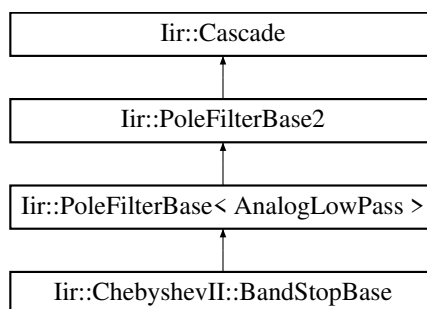 Iir::Cascade
Iir::PoleFilterBase2
Iir::PoleFilterBase< AnalogLowPass >
Iir::ChebyshevII::BandStopBase